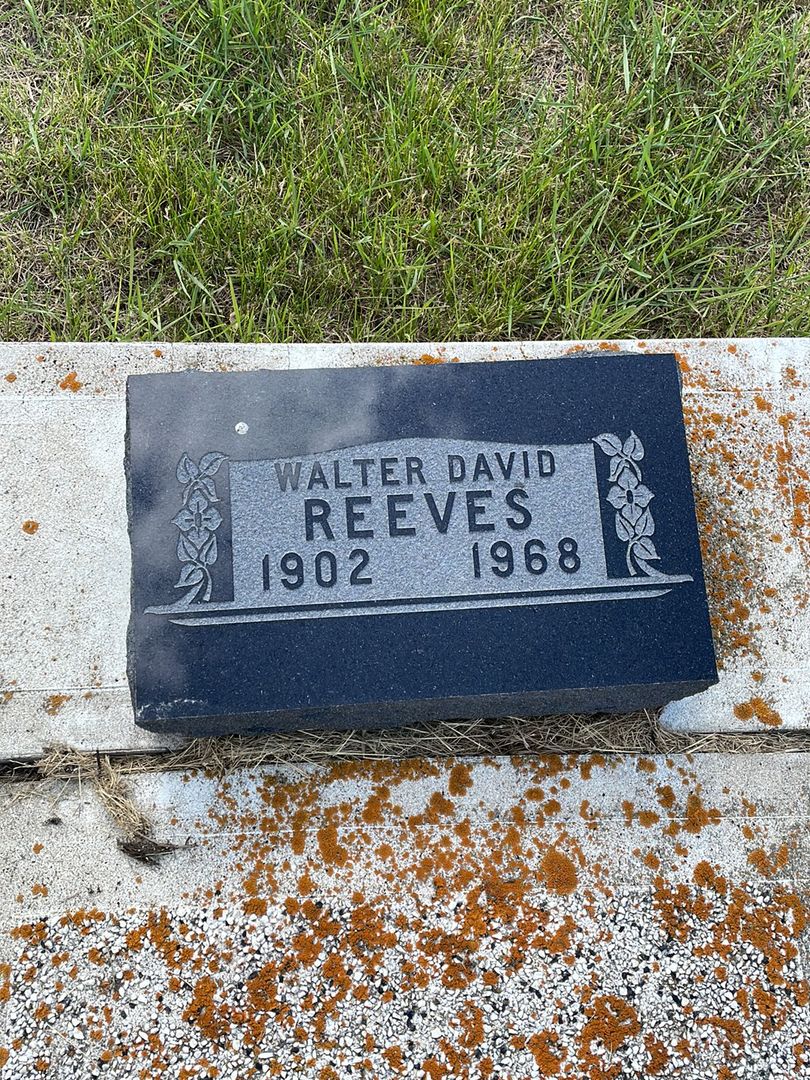 WALTER DAVID
REEVES
1902 1968